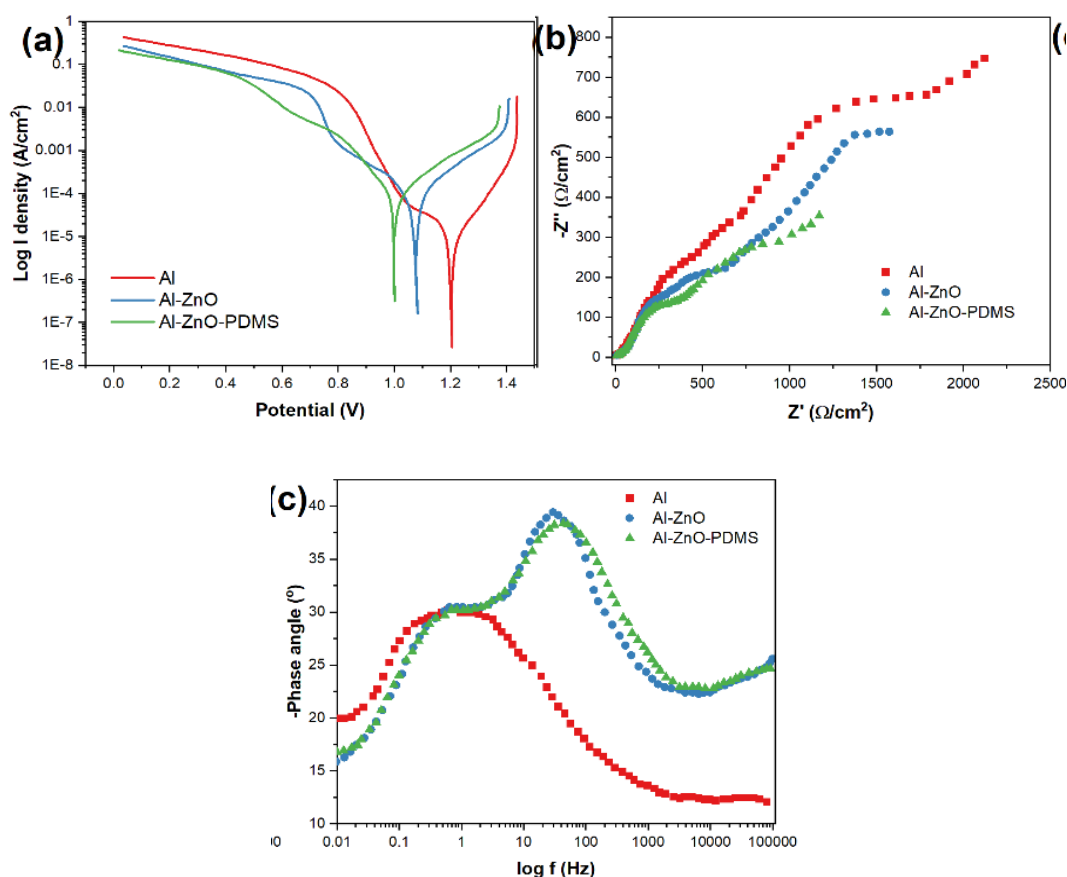 (a)
Log I density (A/cm²)
1
0.1
0.01
0.001
1E-4
1E-5
1E-6
1E-7
1E-8
Al
Al-ZnO
Al-ZnO-PDMS
0.0 0.2 0.4 0.6 0.8 1.0 1.2 1.4
Potential (V)
(b)
-Z'' (Ω/cm²)
800
750
600
450
300
200
100
0
Al
Al-ZnO
Al-ZnO-PDMS
0 500 1000 1500 2000 2500
Z' (Ω/cm²)
(c)
-Phase angle (º)
40
35
30
25
20
15
10
Al
Al-ZnO
Al-ZnO-PDMS
0.01 0.1 1 10 100 1000 10000 100000
log f (Hz)